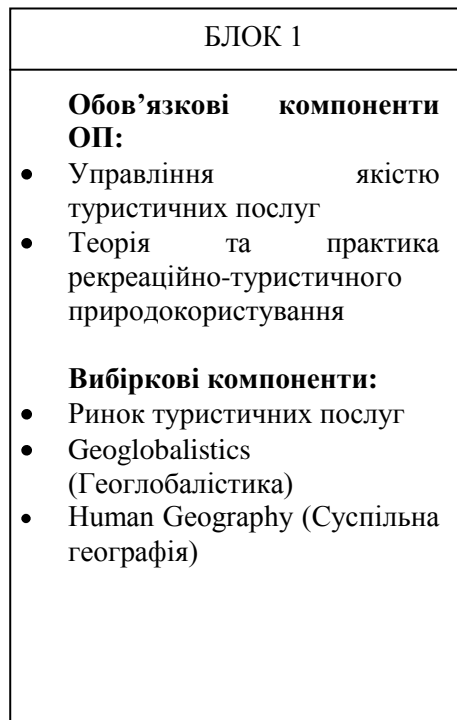 БЛОК 1
Обов’язкові компоненти
ОП:
• Управління якістю
туристичних послуг
• Теорія та практика
рекреаційно-туристичного
природокористування
Вибіркові компоненти:
• Ринок туристичних послуг
• Geoglobalistics
(Геоглобалістика)
• Human Geography (Суспільна
географія)